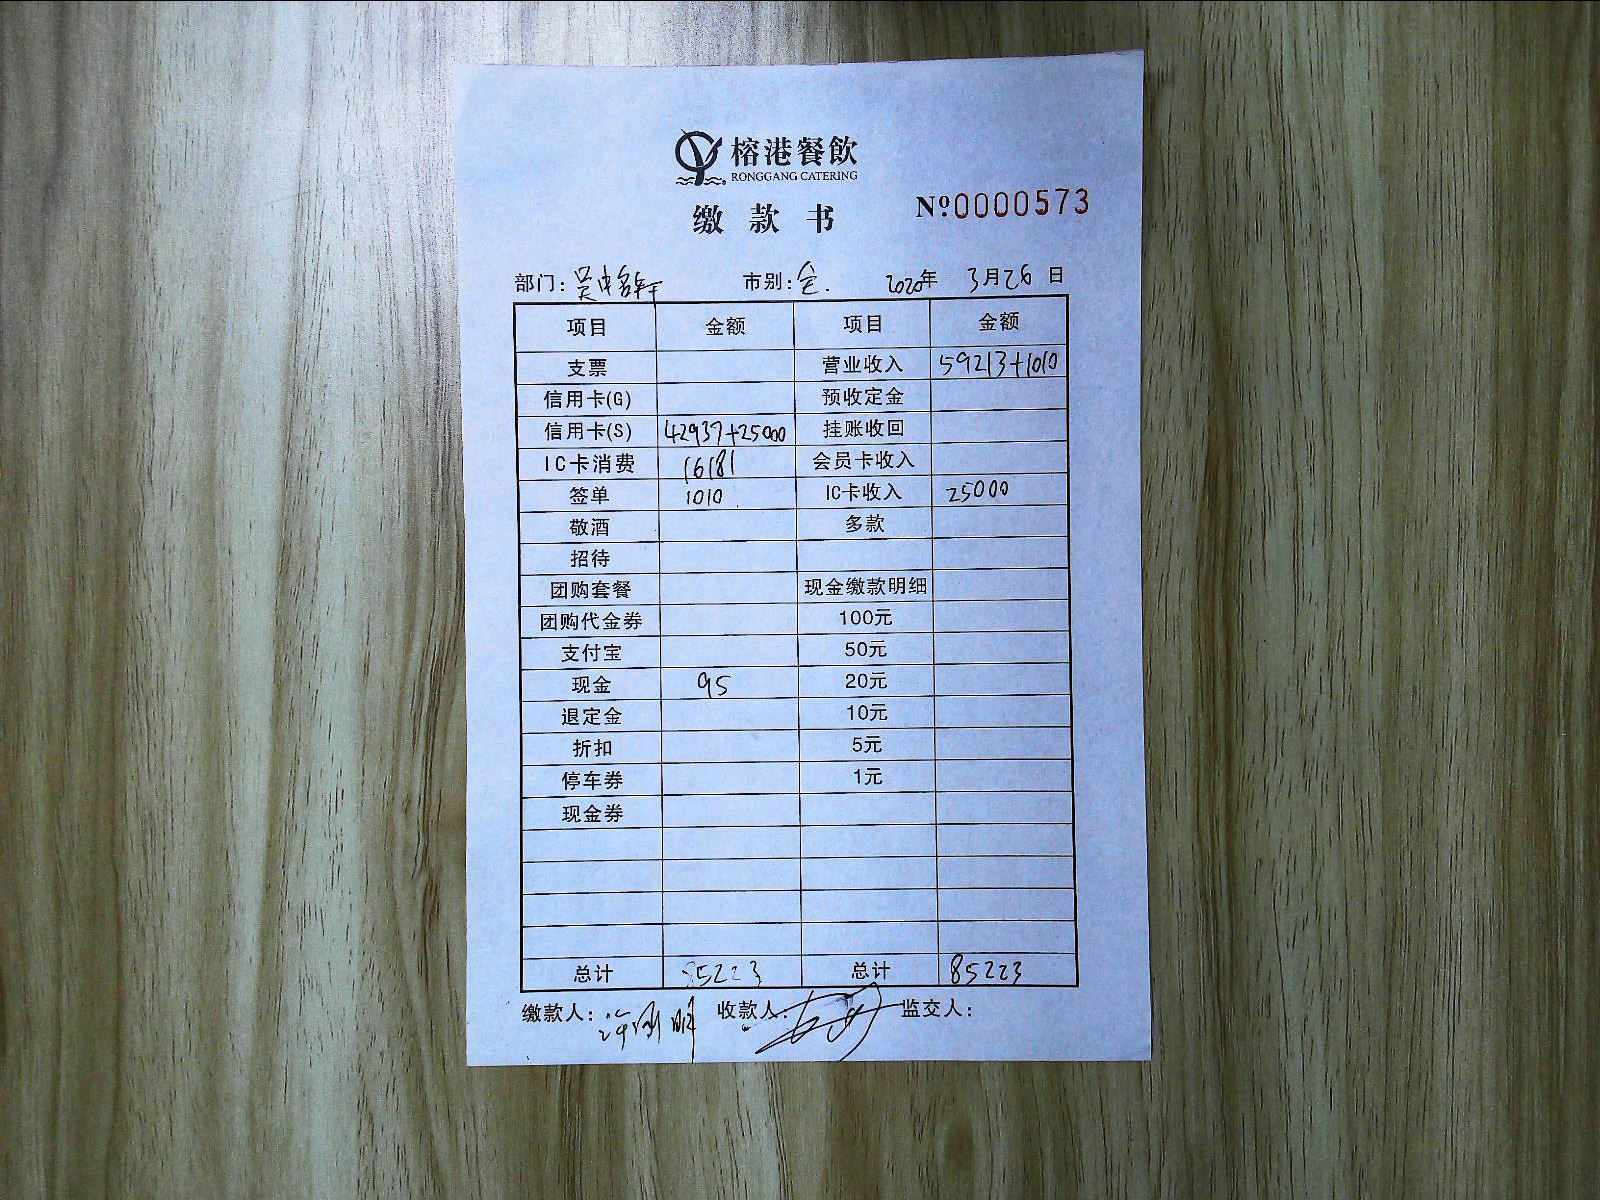 榕港餐飲
RONGGANG CATERING
缴款书
№0000573
部门: 市别:全. 2020年 3月26日
项目 金额 项目 金额
支票 营业收入 59213+1010
信用卡(G) 预收定金
信用卡(S) 42937+25000 挂账收回
IC卡消费 16181 会员卡收入
签单 1010 IC卡收入 25000
敬酒 多款
招待
团购套餐 现金缴款明细
团购代金券 100元
支付宝 50元
现金 95 20元
退定金 10元
折扣 5元
停车券 1元
现金券
总计 85223 总计 85223
缴款人: 收款人: 监交人: